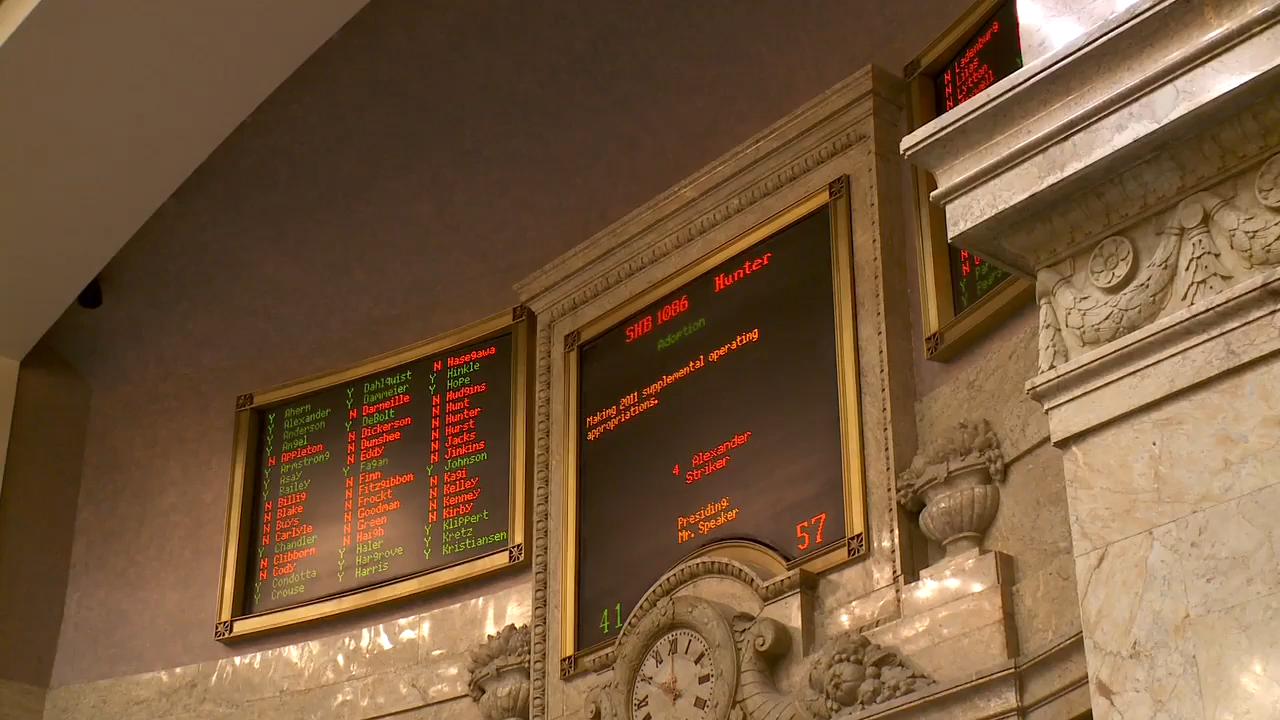 Y Ahern
Y Alexander
Y Anderson
Y Angel
N Appleton
Y Armstrong
Y Asay
Y Bailey
N Billig
N Blake
N Buys
N Carlyle
Y Chandler
N Clibborn
N Cody
Y Condotta
Y Crouse
Y Dahlquist
Y Dammeier
N Darneille
Y DeBolt
N Dickerson
N Dunshee
N Eddy
Y Fagan
N Finn
N Fitzgibbon
N Frockt
N Goodman
N Green
N Haigh
Y Haler
Y Hargrove
Y Harris
N Hasegawa
Y Hinkle
Y Hope
N Hudgins
N Hunt
N Hunter
N Hurst
N Jacks
N Jinkins
Y Johnson
N Kagi
N Kelley
N Kenney
N Kirby
Y Klippert
Y Kretz
Y Kristiansen
SHB 1086 Hunter
Adoption
Making 2011 supplemental operating
appropriations.
4 Alexander
Striker
Presiding:
Mr. Speaker
41
57
N Ladenburg
N Liias
N Lytton